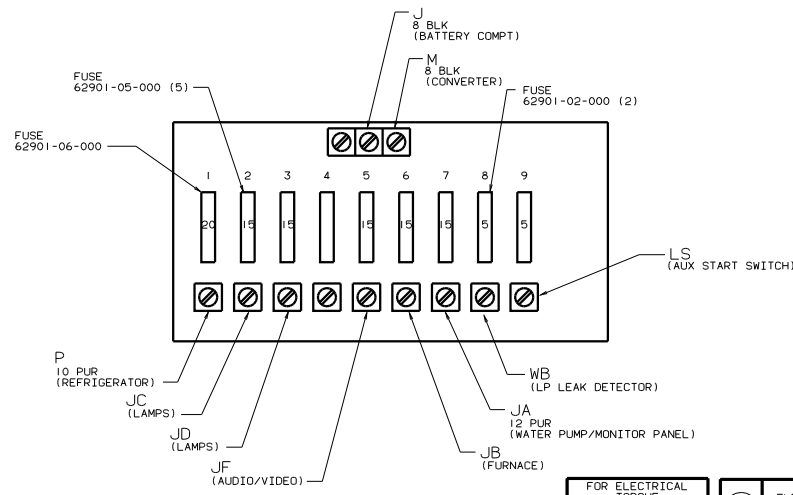 J
8 BLK
(BATTERY COMPT)
M
8 BLK
(CONVERTER)
FUSE
62901-05-000 (5)
FUSE
62901-02-000 (2)
FUSE
62901-06-000
1 2 3 4 5 6 7 8 9
20 15 15 15 15 15 5 5
LS
(AUX START SWITCH)
P
10 PUR
(REFRIGERATOR)
WB
(LP LEAK DETECTOR)
JC
(LAMPS)
JA
12 PUR
(WATER PUMP/MONITOR PANEL)
JD
(LAMPS)
JB
(FURNACE)
JF
(AUDIO/VIDEO)
FOR ELECTRICAL